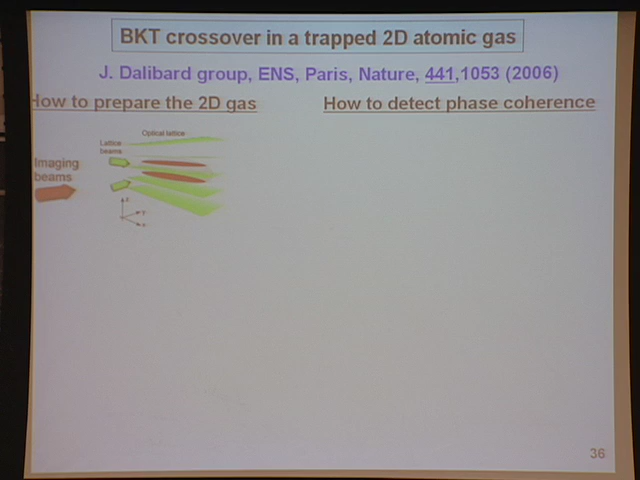 BKT crossover in a trapped 2D atomic gas
J. Dalibard group, ENS, Paris, Nature, 441,1053 (2006)
How to prepare the 2D gas
How to detect phase coherence
Optical lattice
Lattice
beams
Imaging
beams
z
y
x
36